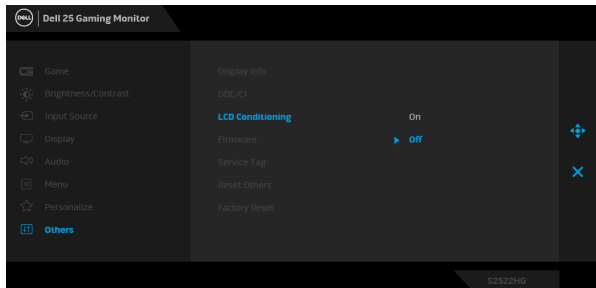 DELL Dell 25 Gaming Monitor
Game
Brightness/Contrast
Input Source
Display
Audio
Menu
Personalize
Others
Display Info
DDC/CI
LCD Conditioning
On
Firmware
Off
Service Tag
Reset Others
Factory Reset
S2522HG